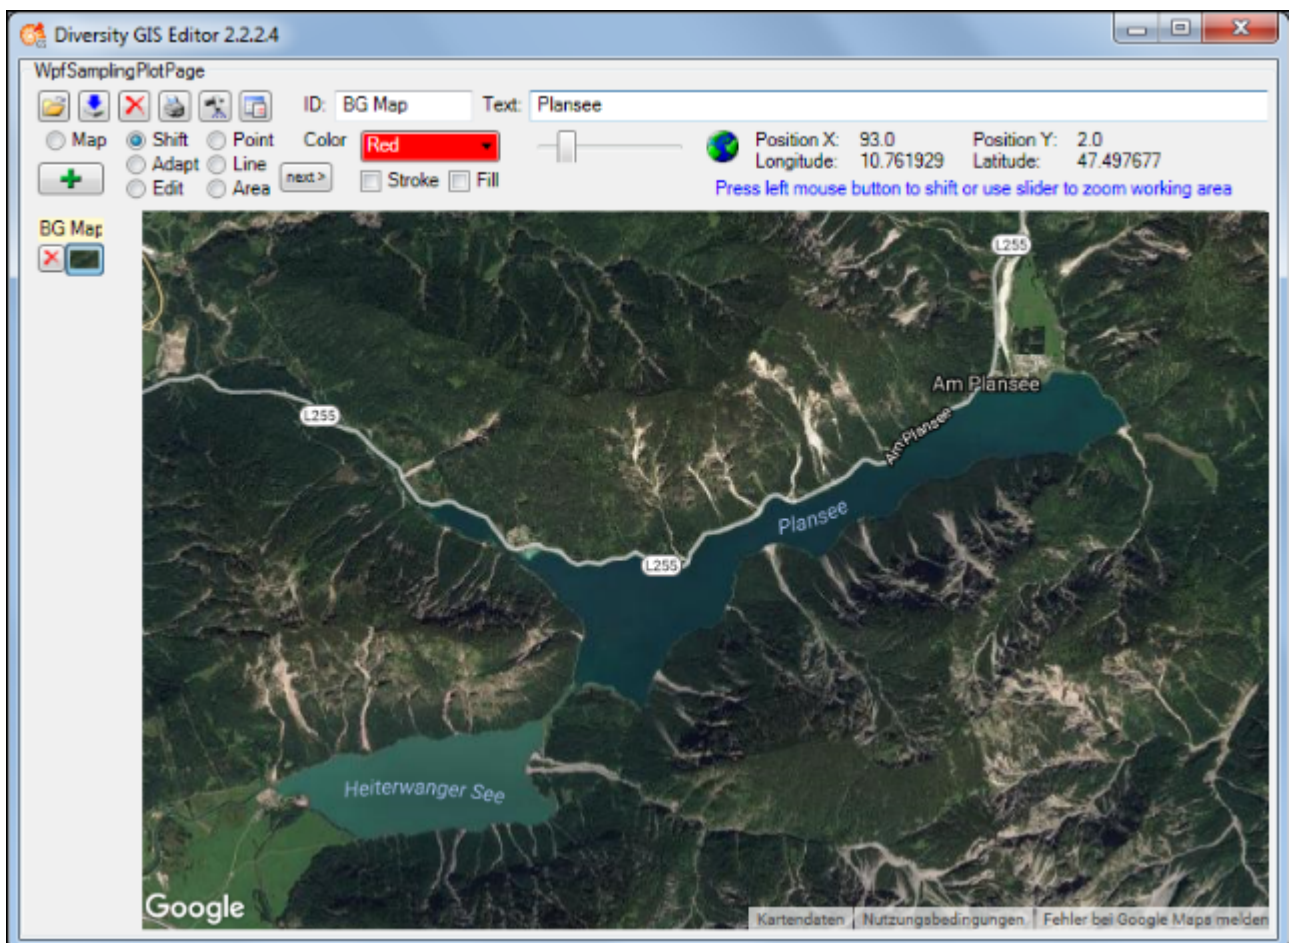 Diversity GIS Editor 2.2.2.4
WpfSamplingPlotPage
ID: BG Map Text: Plansee
Map Shift Point Color Red Position X: 93.0 Position Y: 2.0
Adapt Line next > Stroke Fill Longitude: 10.761929 Latitude: 47.497677
Edit Area Press left mouse button to shift or use slider to zoom working area
BG Map
L255
Am Plansee
L255
Am Plansee
Plansee
L255
Heiterwanger See
Google
Kartendaten Nutzungsbedingungen Fehler bei Google Maps melden